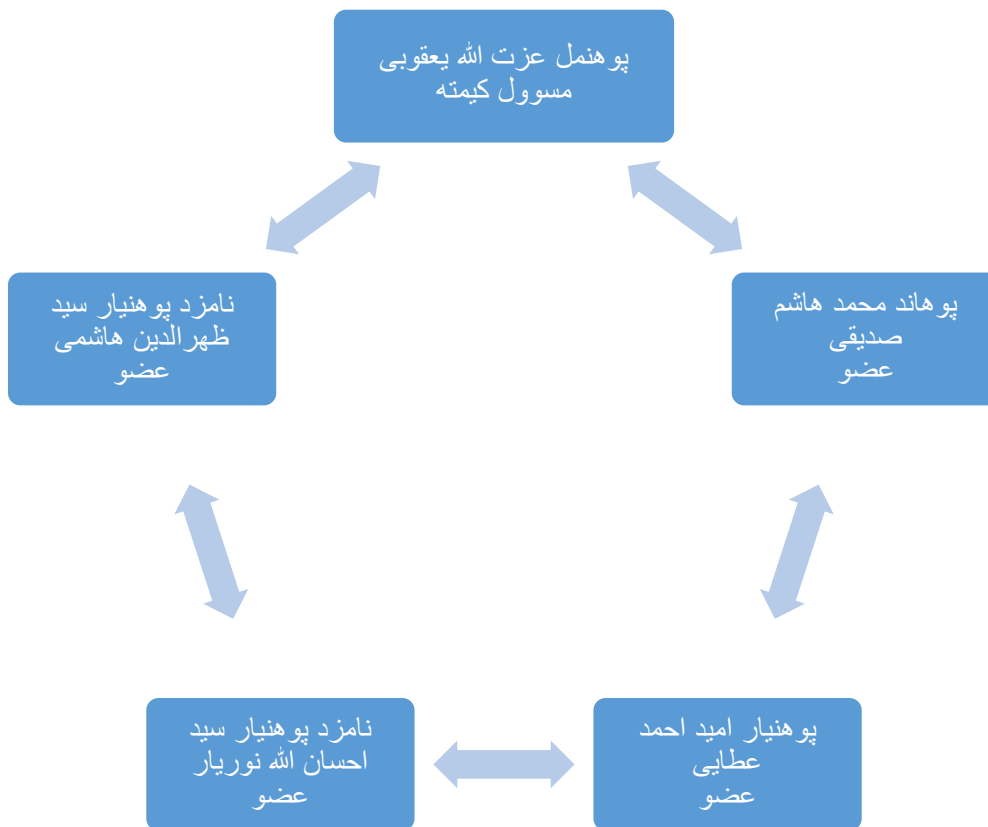 پوهنمل عزت الله یعقوبی
مسوول کیمته
پوهاند محمد هاشم
صدیقی
عضو
نامزد پوهنیار سید
ظهرالدین هاشمی
عضو
پوهنیار امید احمد
عطایی
عضو
نامزد پوهنیار سید
احسان الله نوریار
عضو